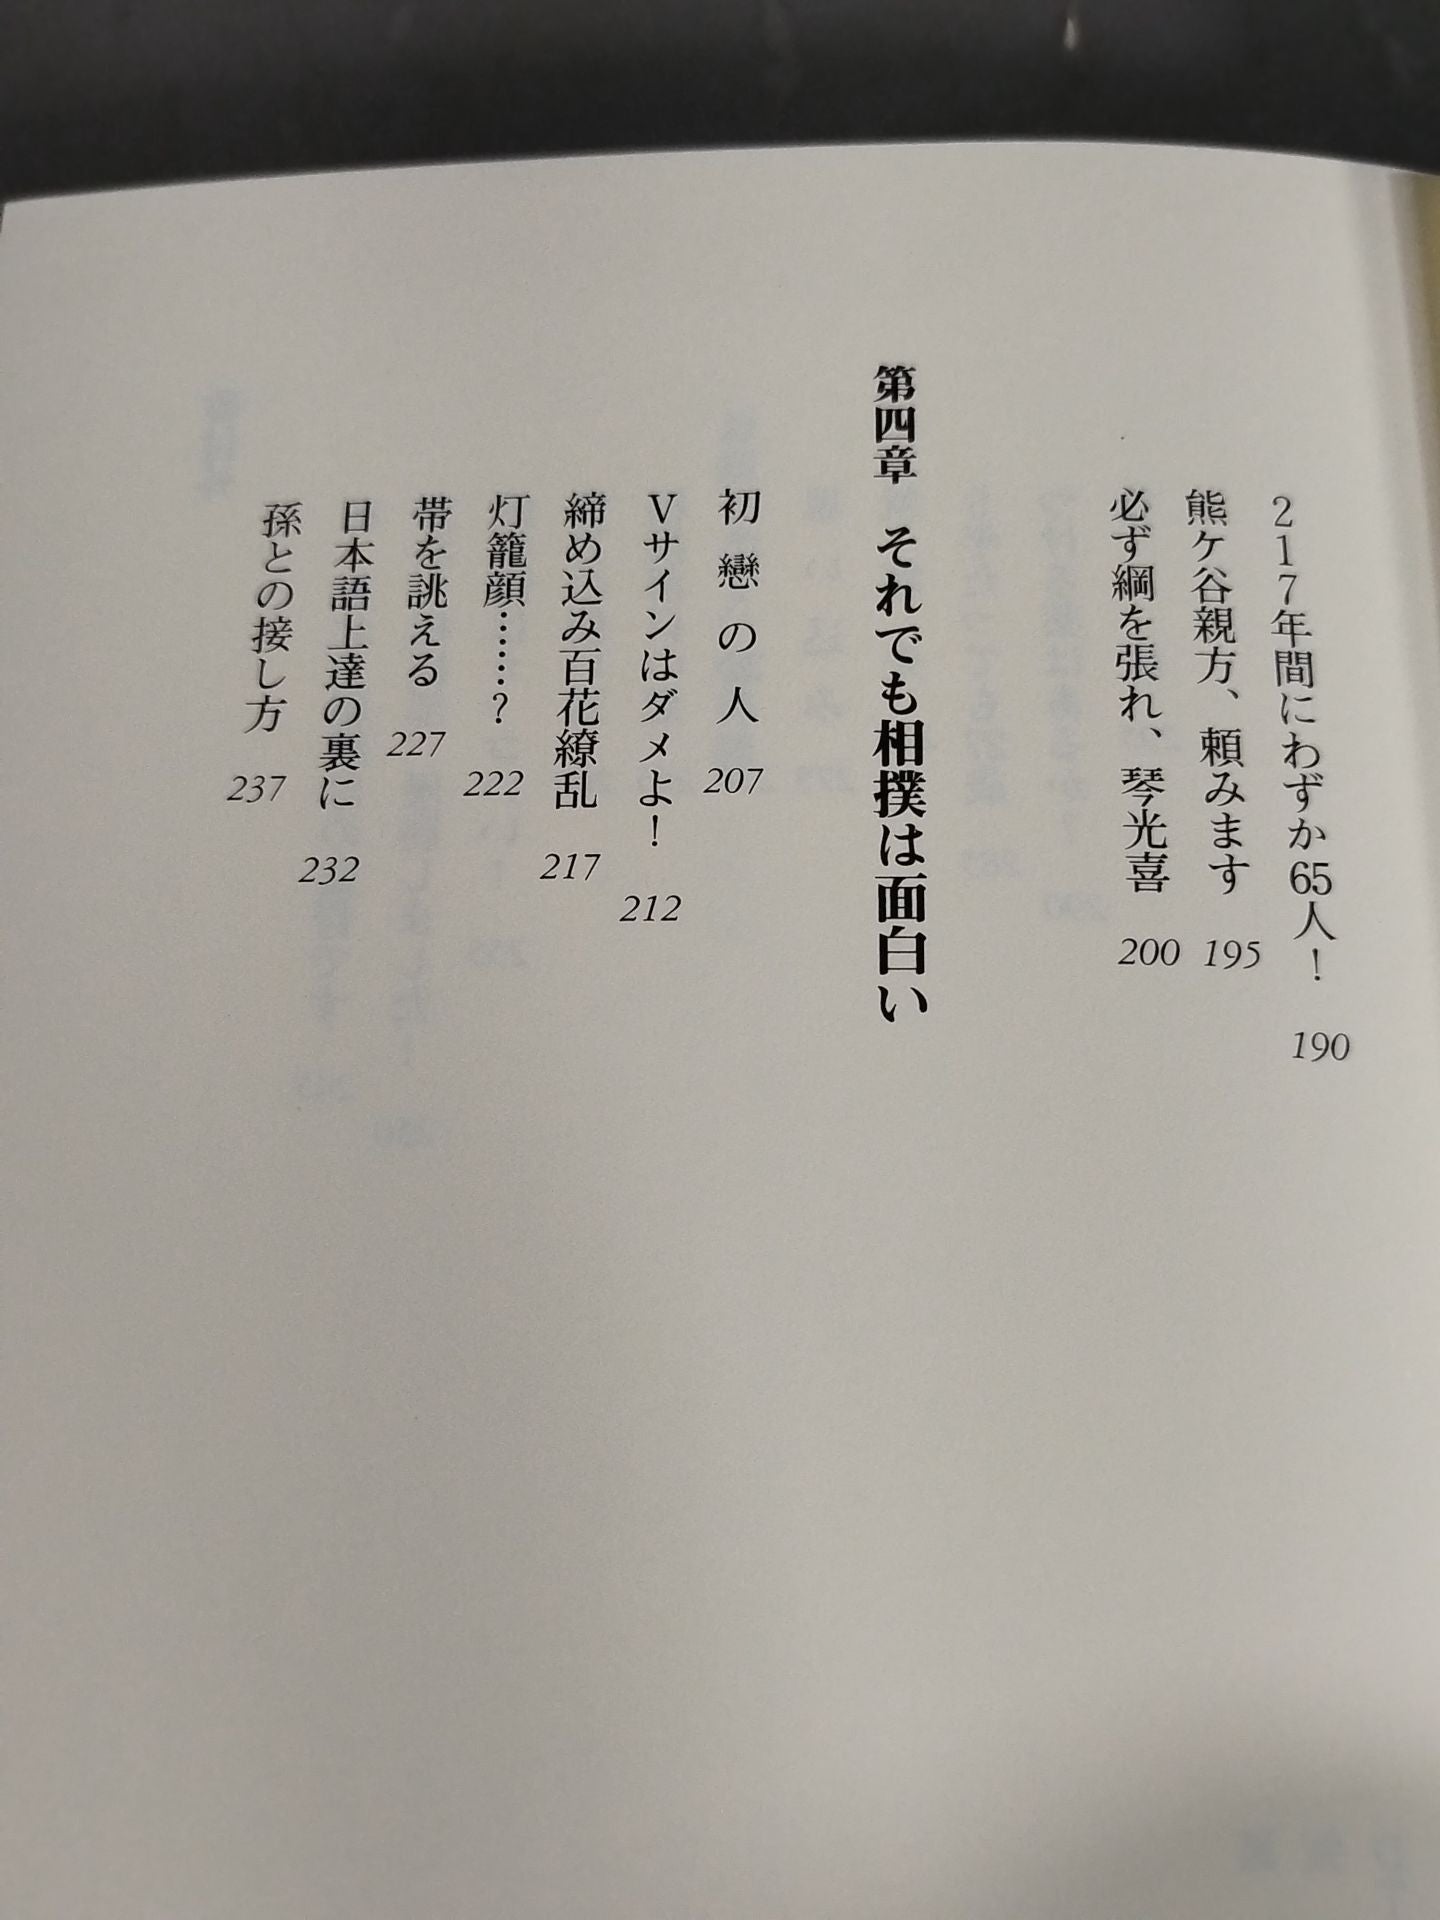 217年間にわずか65人！ 190
熊ケ谷親方、頼みます 195
必ず綱を張れ、琴光喜 200
第四章 それでも相撲は面白い
初戀の人 207
Vサインはダメよ！ 212
締め込み百花繚乱 217
灯籠顔……？ 222
帯を誂える 227
日本語上達の裏に 232
孫との接し方 237